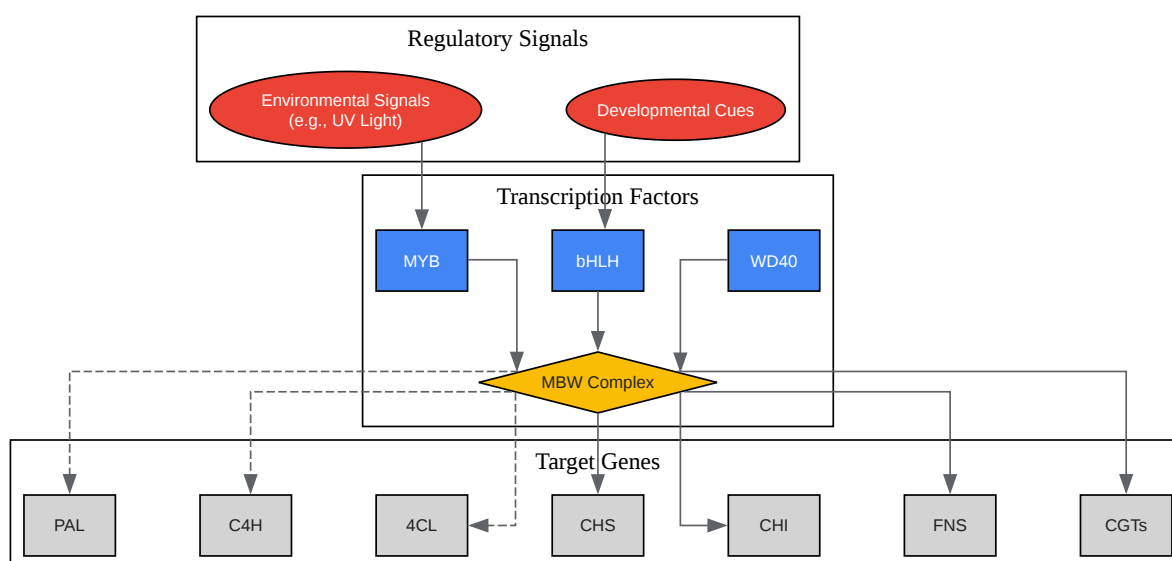 Regulatory Signals
Environmental Signals
(e.g., UV Light)
Developmental Cues
Transcription Factors
MYB
bHLH
WD40
MBW Complex
Target Genes
PAL
C4H
4CL
CHS
CHI
FNS
CGTs